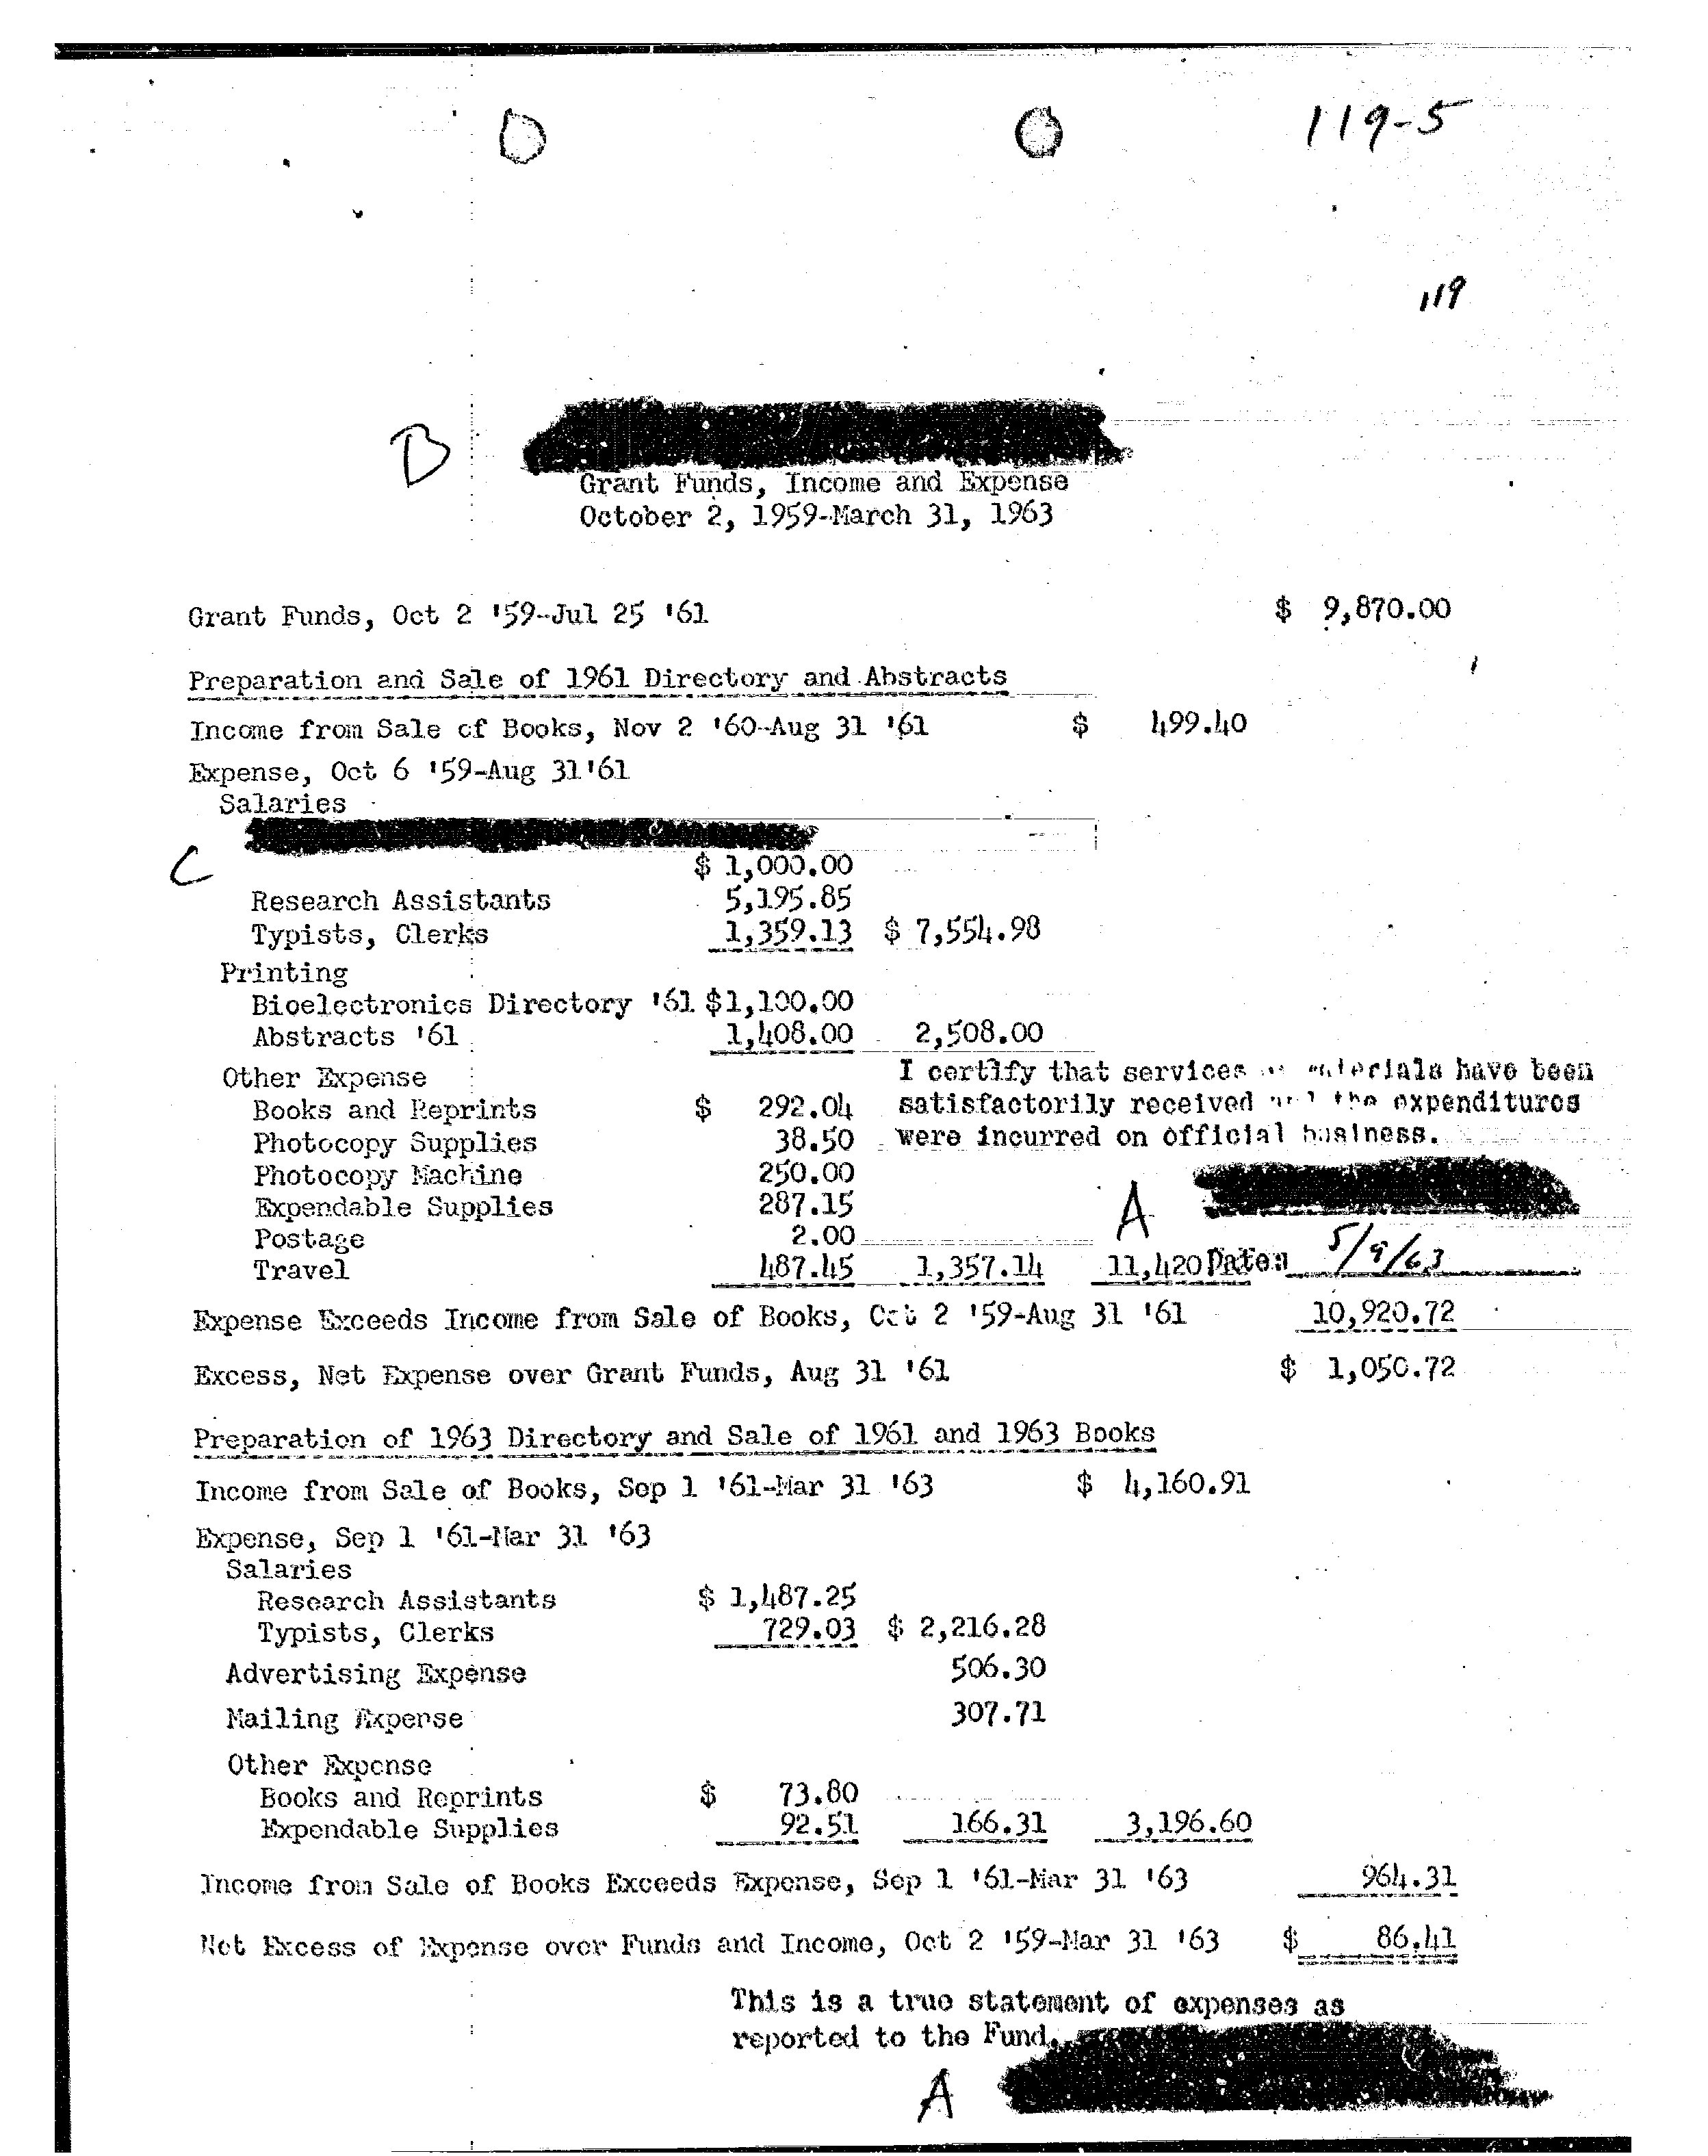 119-5
119
B
Grant Funds, Income and Expense
October 2, 1959-March 31, 1963
Grant Funds, Oct 2 '59-Jul 25 '61 $ 9,870.00
Preparation and Sale of 1961 Directory and Abstracts
Income from Sale of Books, Nov 2 '60-Aug 31 '61 $ 499.40
Expense, Oct 6 '59-Aug 31'61
Salaries
C
$ 1,000.00
Research Assistants 5,195.85
Typists, Clerks 1,359.13 $ 7,554.98
Printing
Bioelectronics Directory '61 $1,100.00
Abstracts '61 1,408.00 2,508.00
Other Expense
I certify that services materials have been
Books and Reprints $ 292.04
satisfactorily received the expenditures
Photocopy Supplies 38.50
were incurred on official business.
Photocopy Machine 250.00
Expendable Supplies 287.15
A
Postage 2.00
Travel 487.45 1,357.14 11,420 Date: 5/9/63
Expense Exceeds Income from Sale of Books, Oct 2 '59-Aug 31 '61 10,920.72
Excess, Net Expense over Grant Funds, Aug 31 '61 $ 1,050.72
Preparation of 1963 Directory and Sale of 1961 and 1963 Books
Income from Sale of Books, Sep 1 '61-Mar 31 '63 $ 4,160.91
Expense, Sep 1 '61-Mar 31 '63
Salaries
Research Assistants $ 1,487.25
Typists, Clerks 729.03 $ 2,216.28
Advertising Expense 506.30
Mailing Expense 307.71
Other Expense
Books and Reprints $ 73.80
Expendable Supplies 92.51 166.31 3,196.60
Income from Sale of Books Exceeds Expense, Sep 1 '61-Mar 31 '63 964.31
Net Excess of Expense over Funds and Income, Oct 2 '59-Mar 31 '63 $ 86.41
This is a true statement of expenses as
reported to the Fund.
A